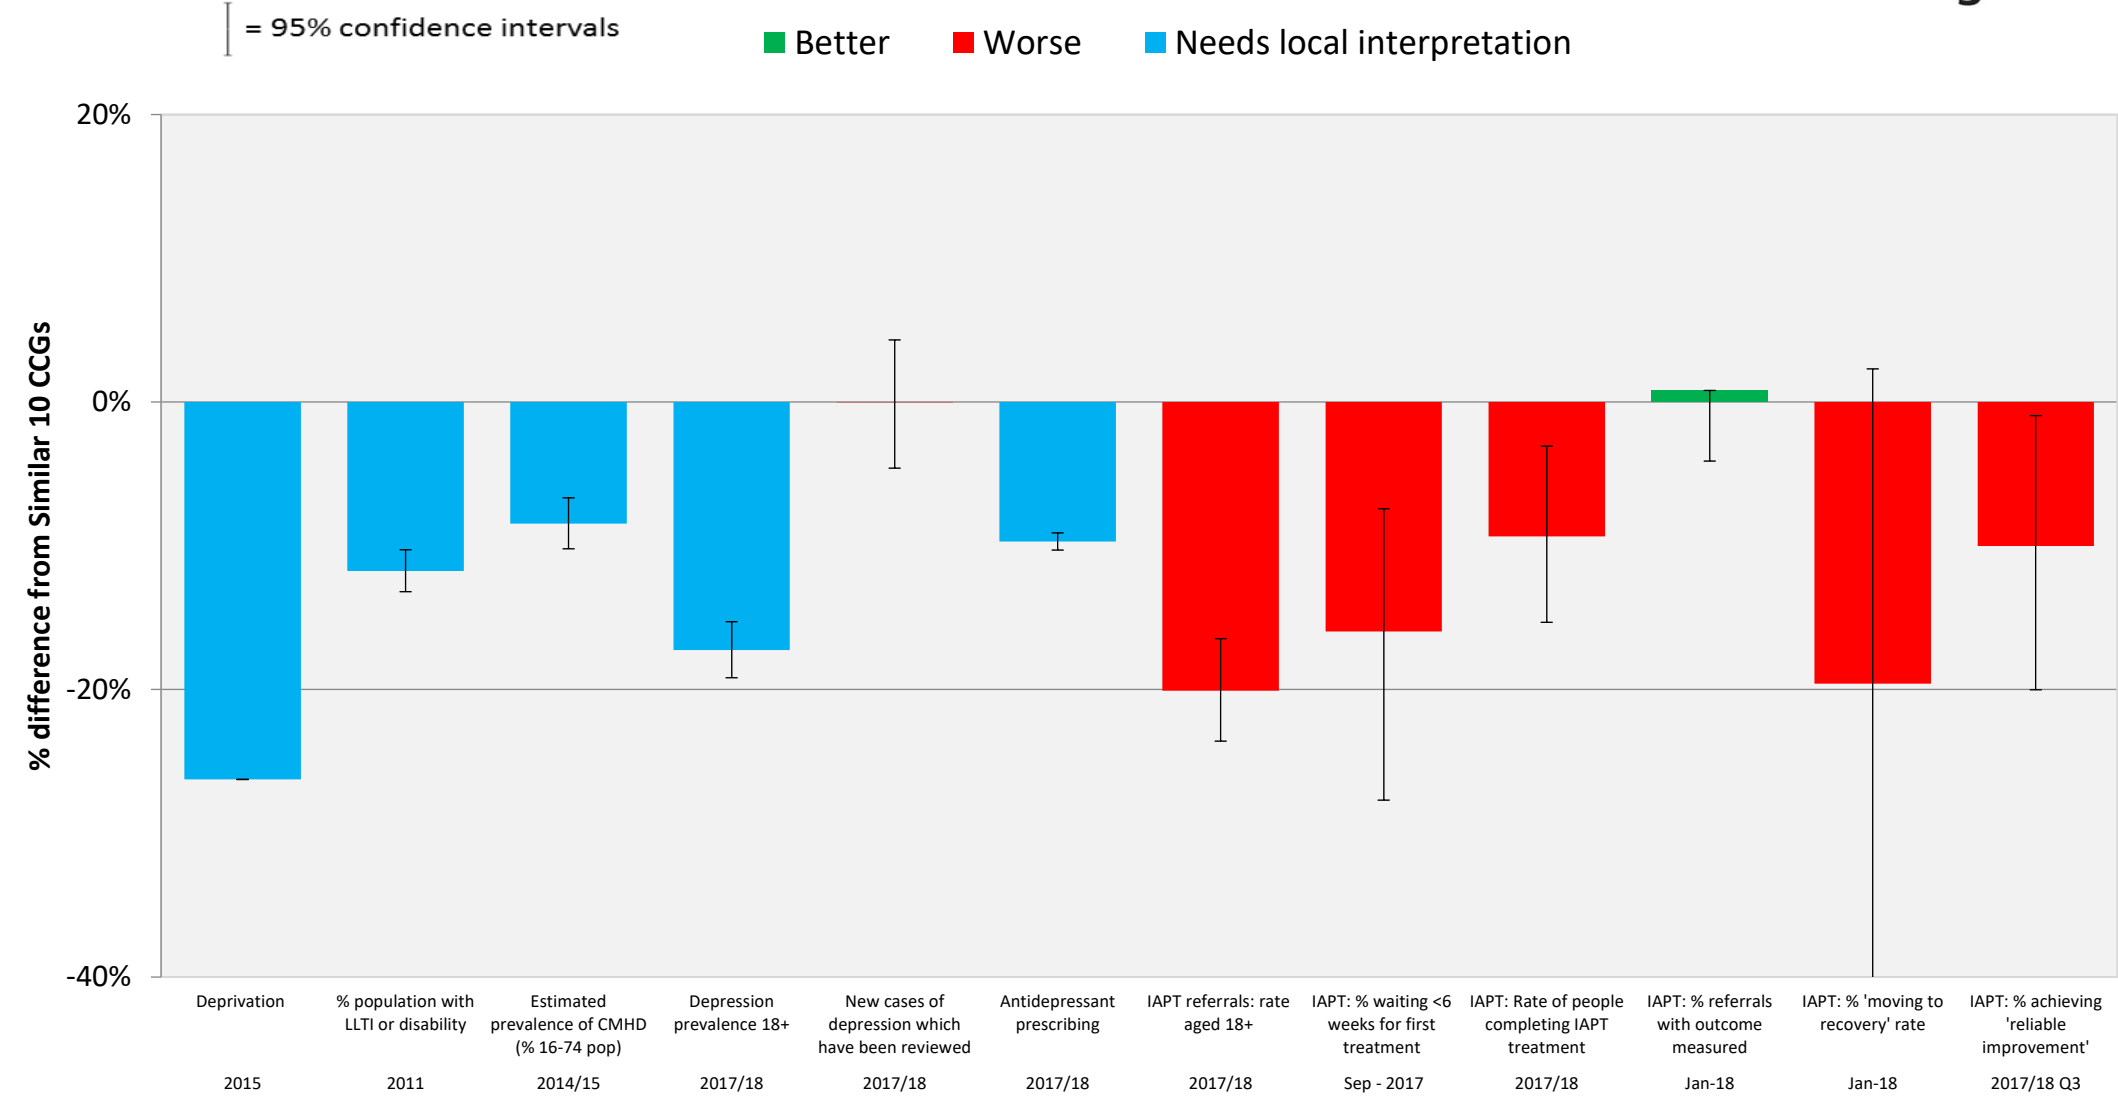 = 95% confidence intervals
Better Worse Needs local interpretation
20%
0%
-20%
-40%
% difference from Similar 10 CCGs
Deprivation
2015
% population with
LLTI or disability
2011
Estimated
prevalence of CMHD
(% 16-74 pop)
2014/15
Depression
prevalence 18+
2017/18
New cases of
depression which
have been reviewed
2017/18
Antidepressant
prescribing
2017/18
IAPT referrals: rate
aged 18+
2017/18
IAPT: % waiting <6
weeks for first
treatment
Sep - 2017
IAPT: Rate of people
completing IAPT
treatment
2017/18
IAPT: % referrals
with outcome
measured
Jan-18
IAPT: % 'moving to
recovery' rate
Jan-18
IAPT: % achieving
'reliable
improvement'
2017/18 Q3